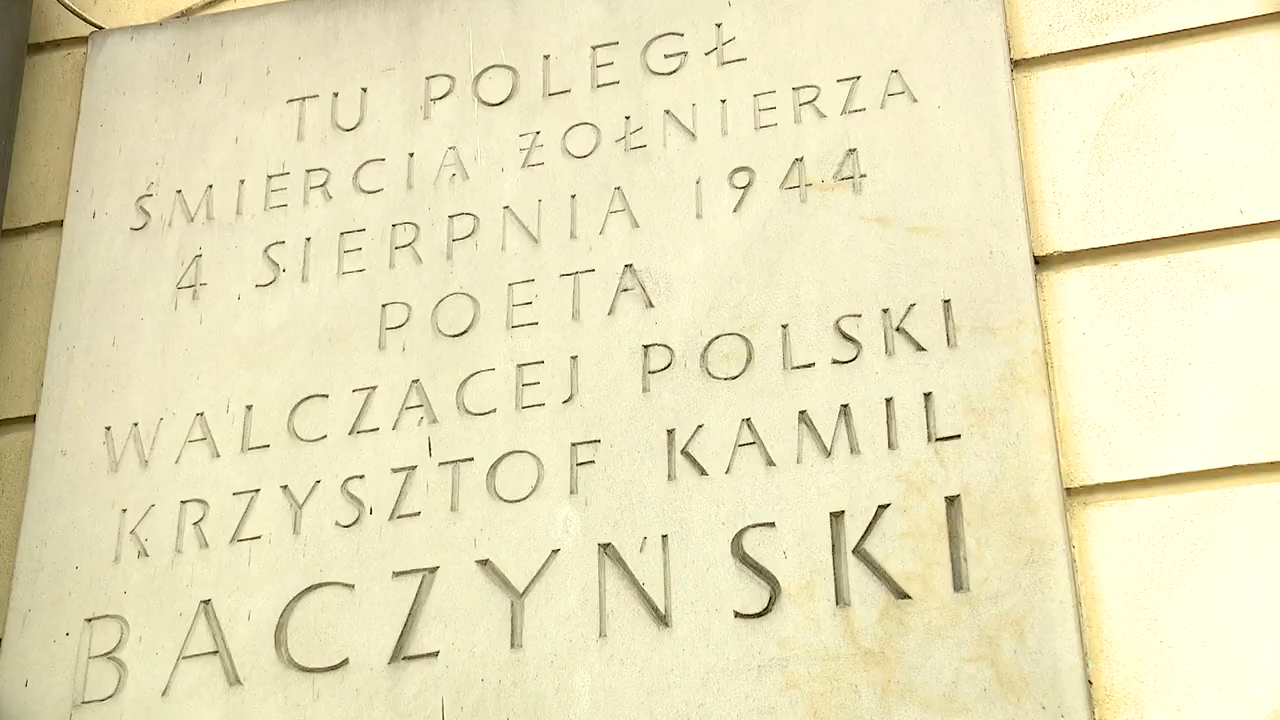 TU POLEGŁ
ŚMIERCIĄ ŻOŁNIERZA
4 SIERPNIA 1944
POETA
WALCZĄCEJ POLSKI
KRZYSZTOF KAMIL
BACZYŃSKI